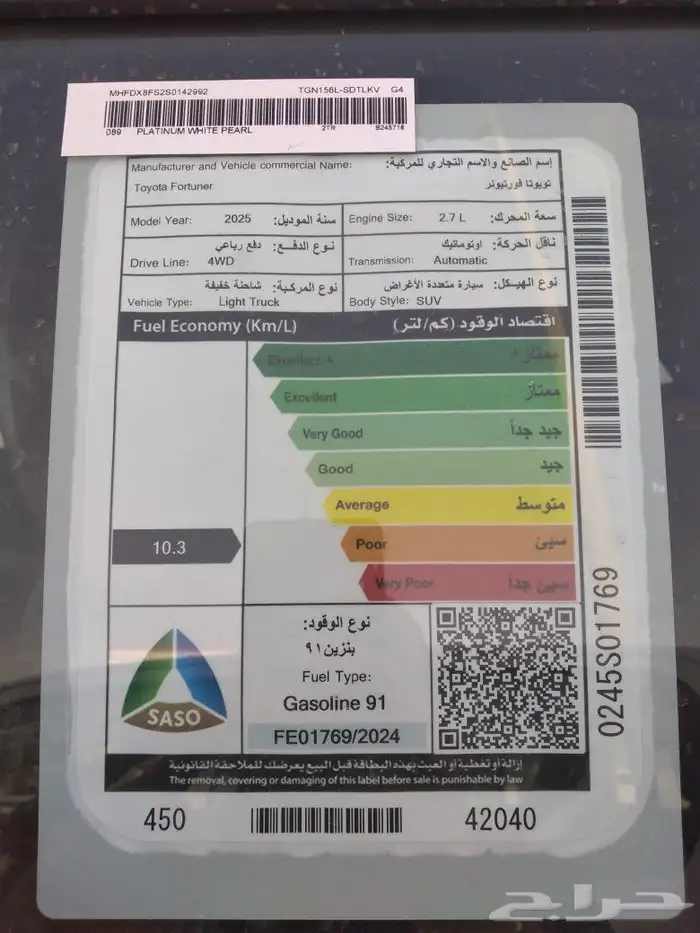 MHFDX8FS2S0142992 TGN156L-SDTLKV G4
089 PLATINUM WHITE PEARL 2TR B245718
Manufacturer and Vehicle commercial Name: إسم الصانع والاسم التجاري للمركبة:
Toyota Fortuner تويوتا فورتيونر
Model Year: 2025 سنة الموديل: Engine Size: 2.7 L سعة المحرك:
نوع الدفع: دفع رباعي
Drive Line: 4WD
ناقل الحركة: اوتوماتيك
Transmission: Automatic
نوع المركبة: شاحنة خفيفة
Vehicle Type: Light Truck
نوع الهيكل: سيارة متعددة الأغراض
Body Style: SUV
Fuel Economy (Km/L) اقتصاد الوقود (كم/لتر)
Excellent + ممتاز +
Excellent ممتاز
Very Good جيد جداً
Good جيد
Average متوسط
10.3
Poor سيئ
Very Poor سيئ جداً
SASO
نوع الوقود:
بنزين ٩١
Fuel Type:
Gasoline 91
FE01769/2024
0245S01769
إزالة أو تغطية أو العبث بهذه البطاقة قبل البيع يعرضك للملاحقة القانونية
The removal, covering or damaging of this label before sale is punishable by law
450 42040
حراج